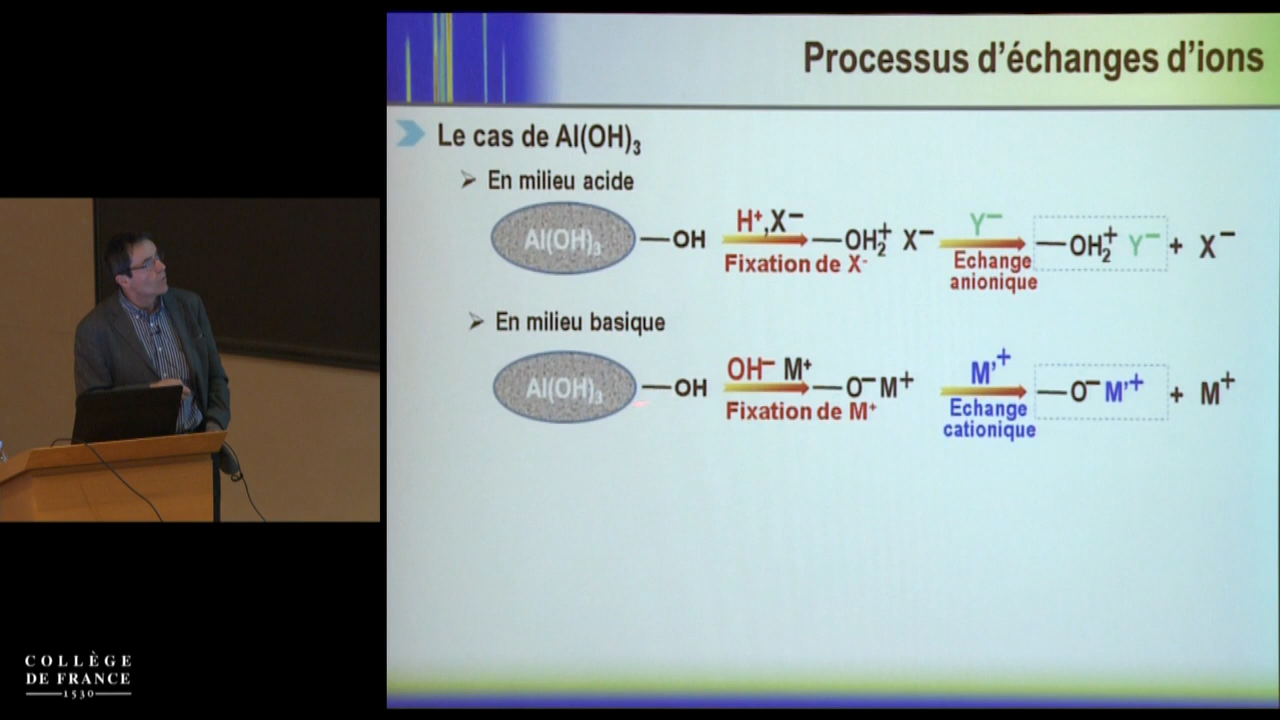 Processus d'échanges d'ions
Le cas de Al(OH)₃
En milieu acide
Al(OH)₃ —OH H⁺,X⁻ —OH₂⁺ X⁻ Y⁻ —OH₂⁺ Y⁻ + X⁻
Fixation de X⁻ Echange
anionique
En milieu basique
Al(OH)₃ —OH OH⁻ M⁺ —O⁻ M⁺ M'⁺ —O⁻ M'⁺ + M⁺
Fixation de M⁺ Echange
cationique
COLLÈGE
DE FRANCE
1530